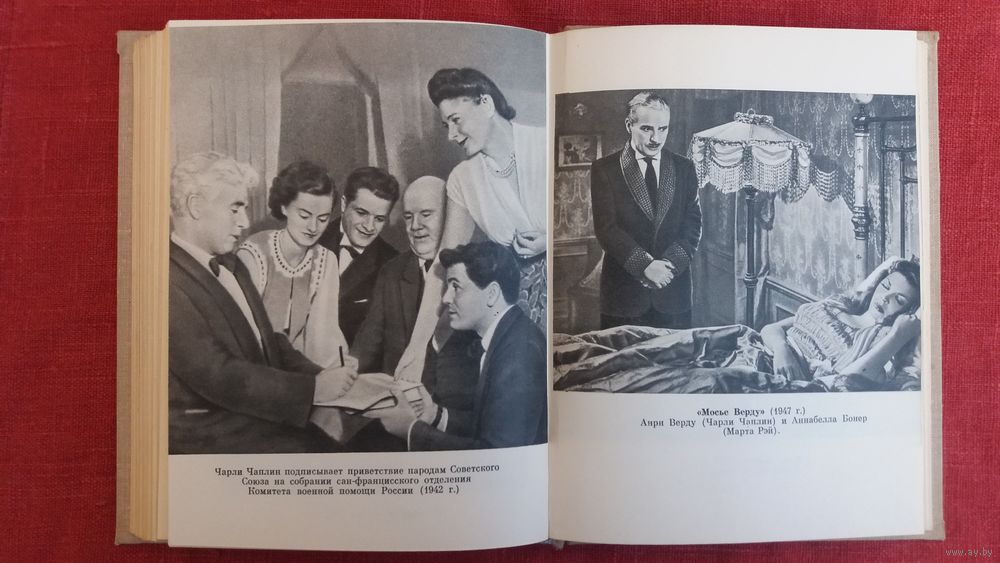 Чарли Чаплин подписывает приветствие народам Советского
Союза на собрании сан-францисского отделения
Комитета военной помощи России (1942 г.)
«Мосье Верду» (1947 г.)
Анри Верду (Чарли Чаплин) и Аннабелла Бонер
(Марта Рэй).
www.ay.by